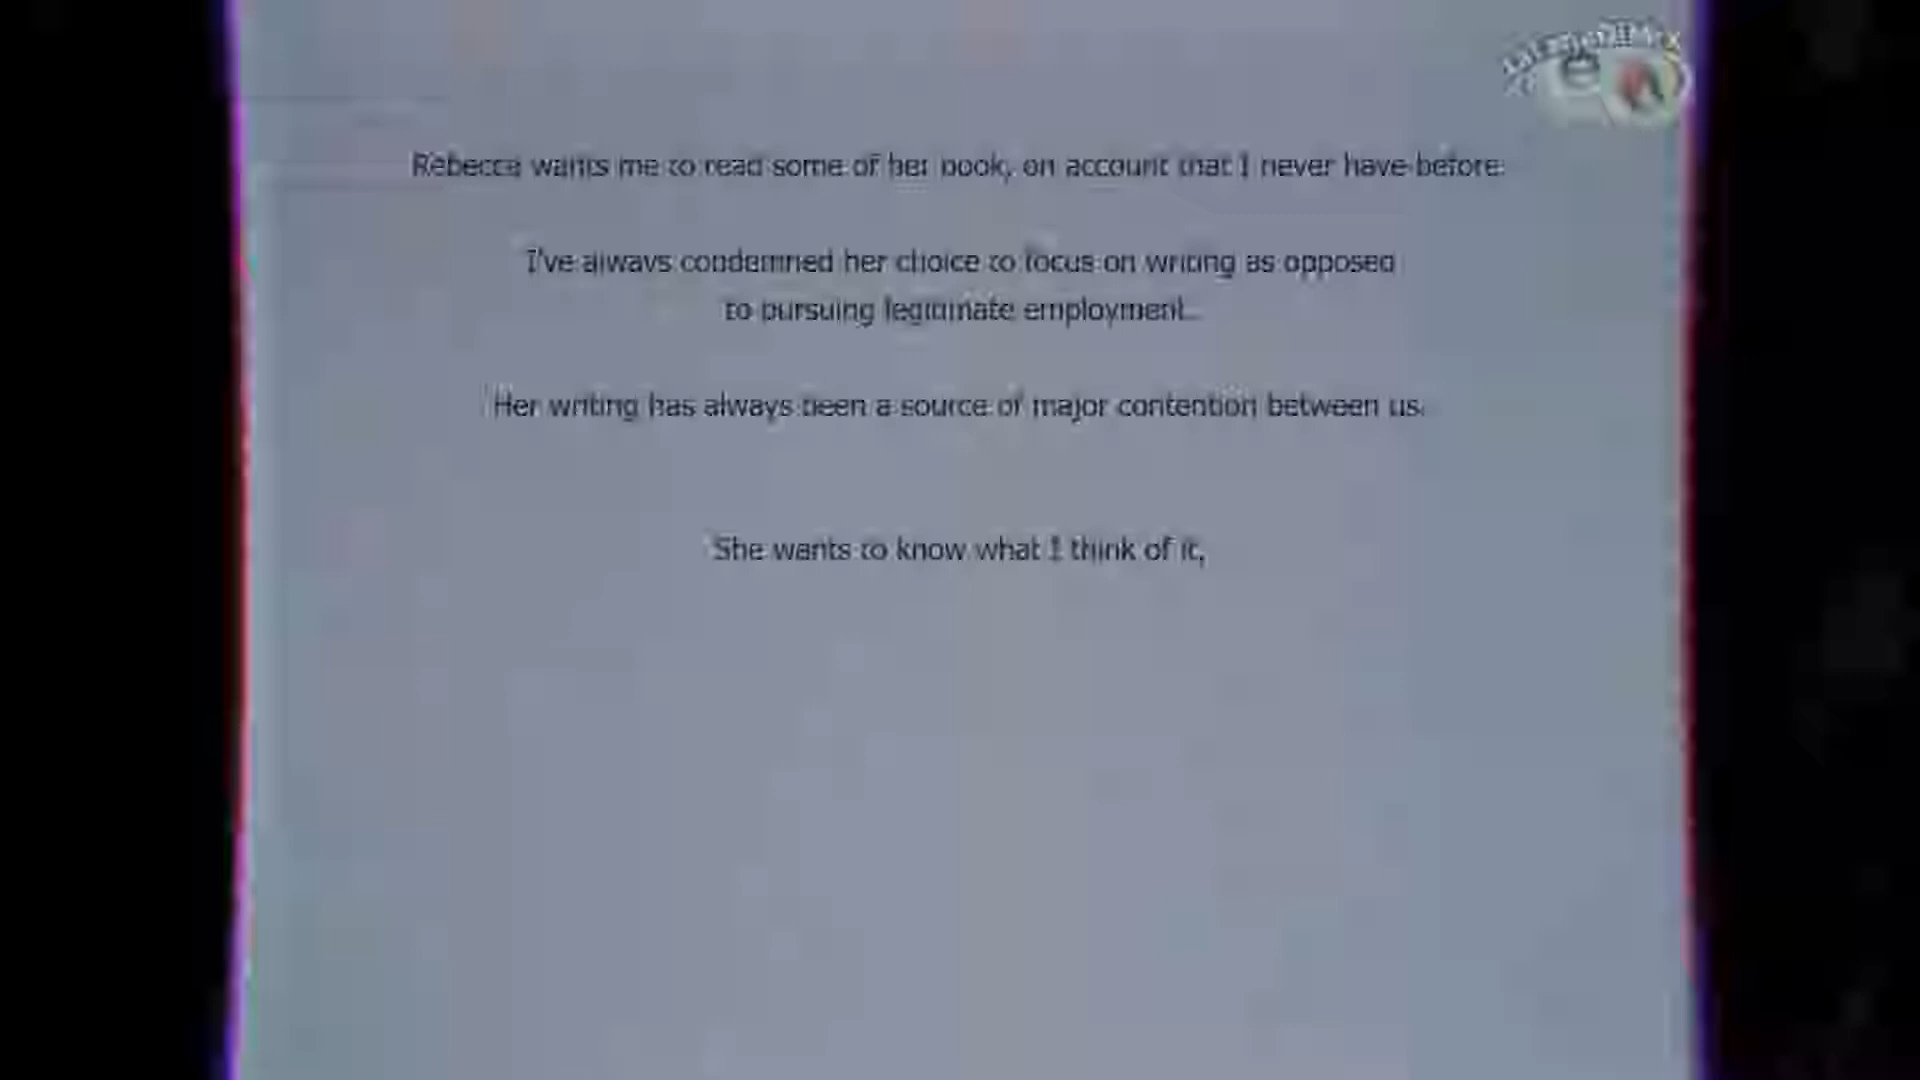 Rebecca wants me to read some of her book, on account that I never have before.
I've always condemned her choice to focus on writing as opposed
to pursuing legitimate employment.
Her writing has always been a source of major contention between us.
She wants to know what I think of it,